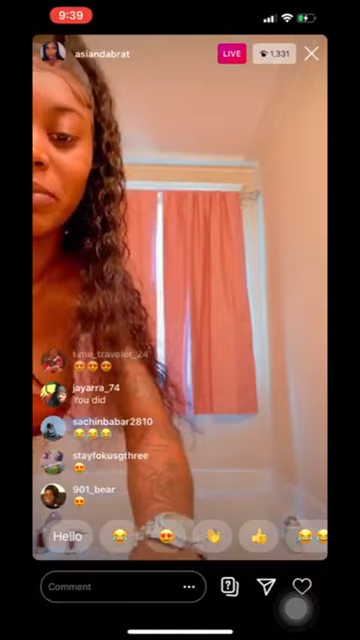 9:39
asiandabrat
LIVE
1,331
time_traveler_24
jayarra_74
You did
sachinbabar2810
stayfokusgthree
901_bear
Hello
Comment